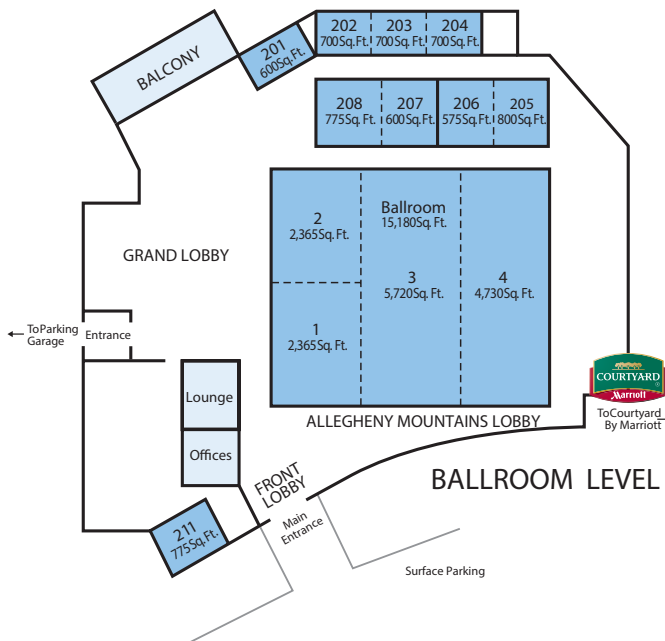 202
700Sq.Ft.
203
700Sq.Ft.
204
700Sq.Ft.
201
600Sq.Ft.
BALCONY
208
775Sq.Ft.
207
600Sq.Ft.
206
575Sq.Ft.
205
800Sq.Ft.
Ballroom
15,180Sq.Ft.
2
2,365Sq.Ft.
GRAND LOBBY
3
5,720Sq.Ft.
4
4,730Sq.Ft.
1
2,365Sq.Ft.
ToParking
Garage
Entrance
COURTYARD
®
Marriott
ToCourtyard
By Marriott
Lounge
ALLEGHENY MOUNTAINS LOBBY
Offices
FRONT
LOBBY
BALLROOM LEVEL
Main
Entrance
211
775Sq.Ft.
Surface Parking